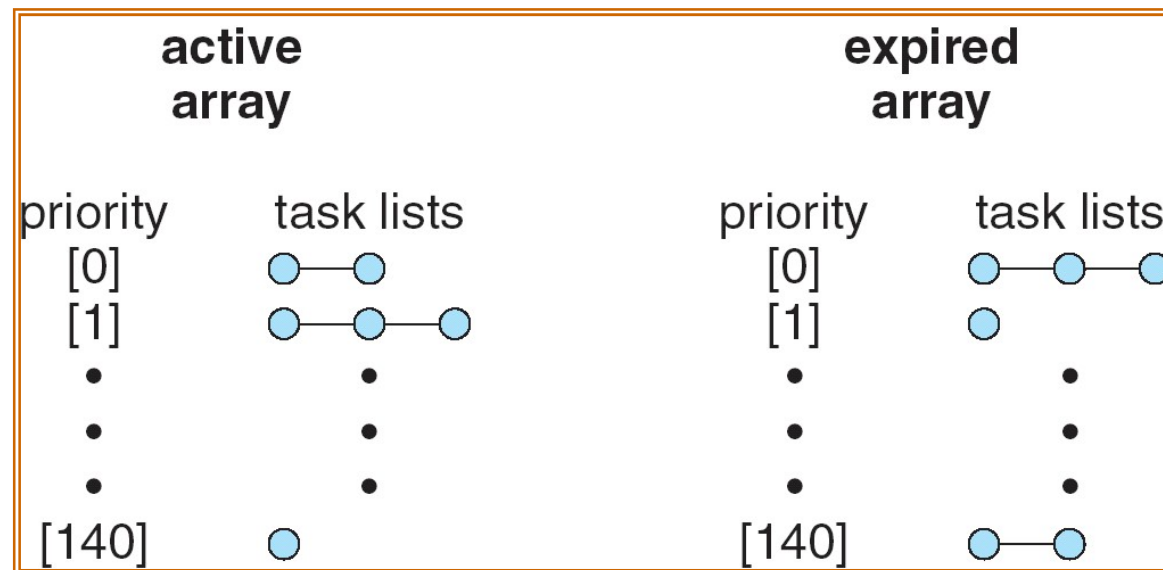 active
array
expired
array
priority task lists
priority task lists
[0]
[0]
[1]
[1]
[140]
[140]